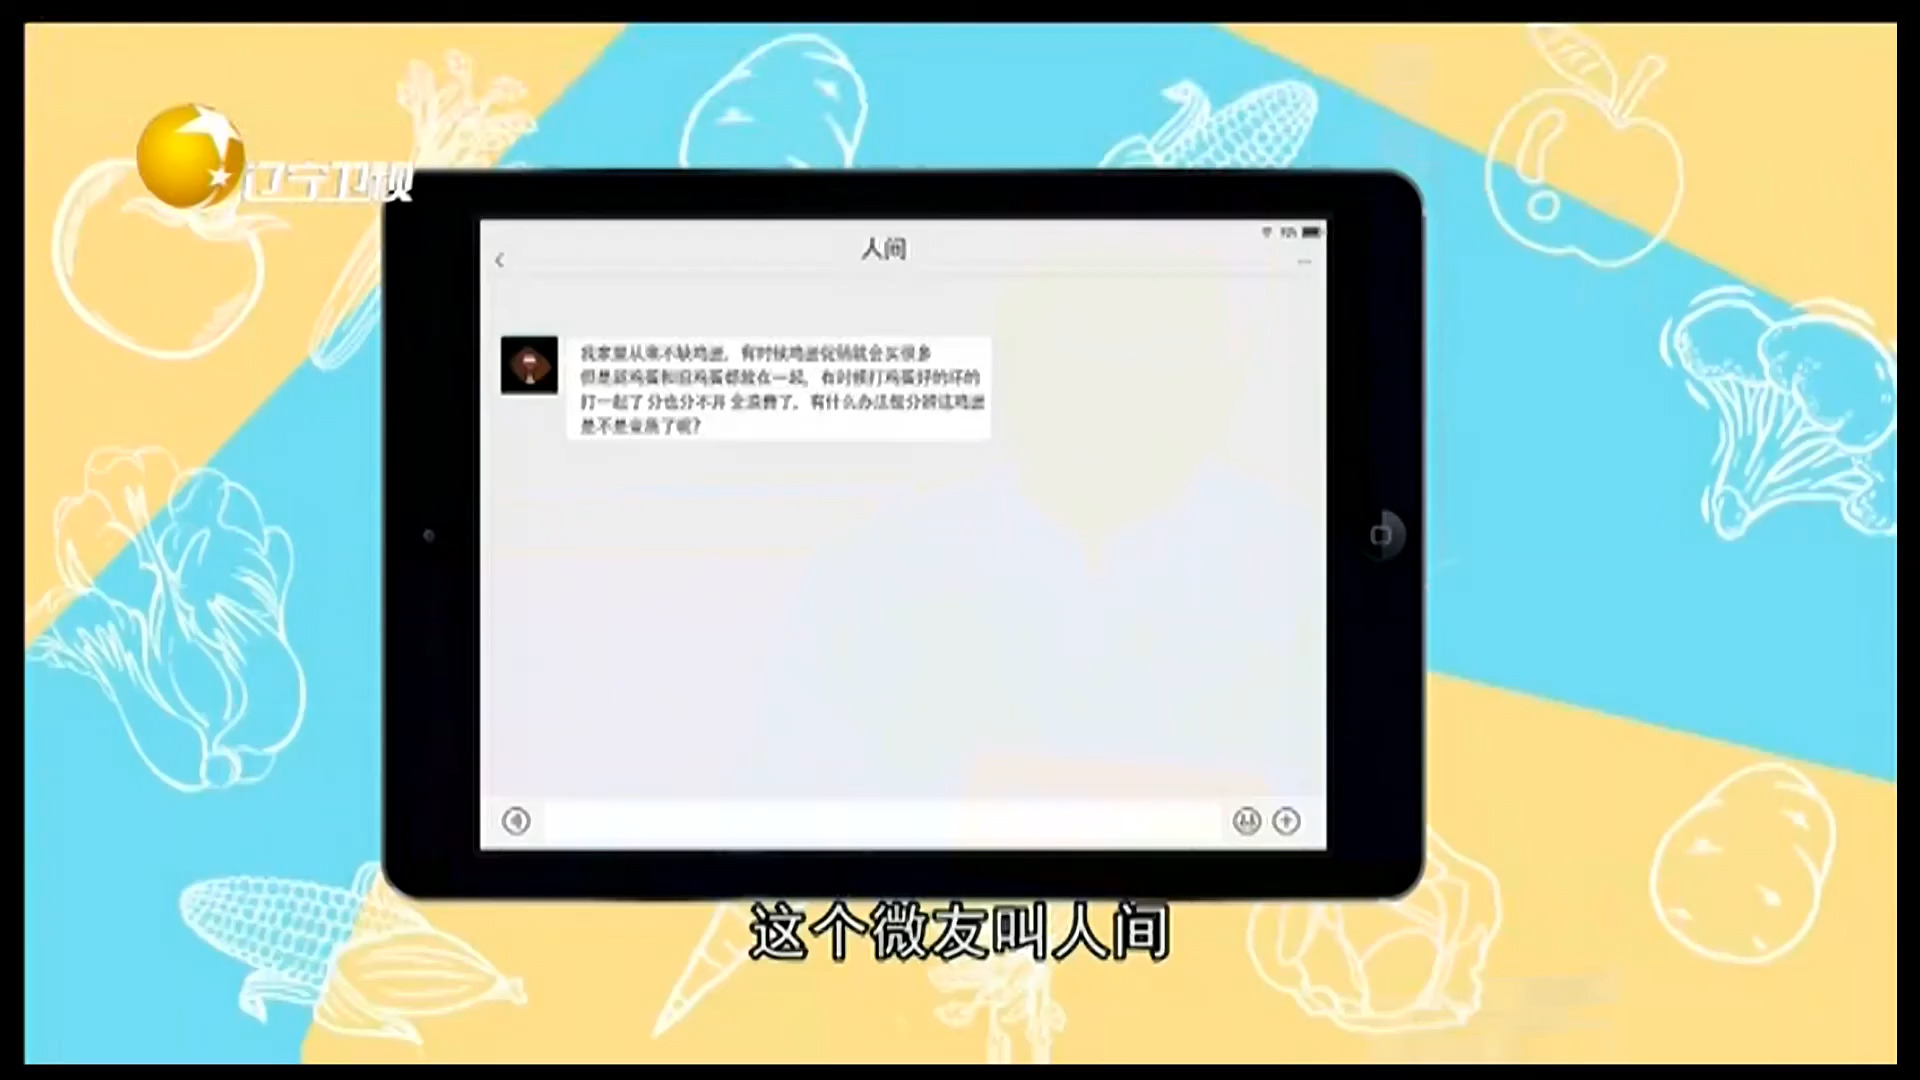 辽宁卫视
人间
我家里从来不缺鸡蛋，有时候鸡蛋促销就会买很多
但是新鸡蛋和旧鸡蛋都放在一起，有时候打鸡蛋好的坏的
打一起了分也分不开全浪费了，有什么办法能分辨这鸡蛋
是不是变质了呢？
这个微友叫人间